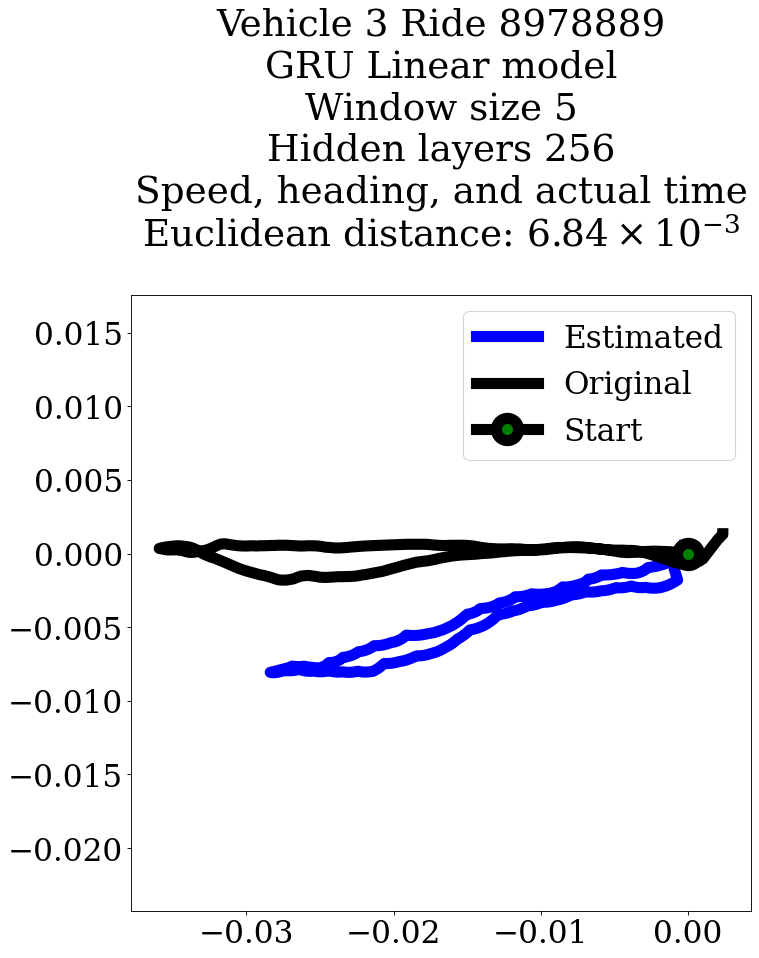 Vehicle 3 Ride 8978889
GRU Linear model
Window size 5
Hidden layers 256
Speed, heading, and actual time
Euclidean distance: 6.84 × 10⁻³
Estimated
Original
Start
0.015
0.010
0.005
0.000
−0.005
−0.010
−0.015
−0.020
−0.03 −0.02 −0.01 0.00